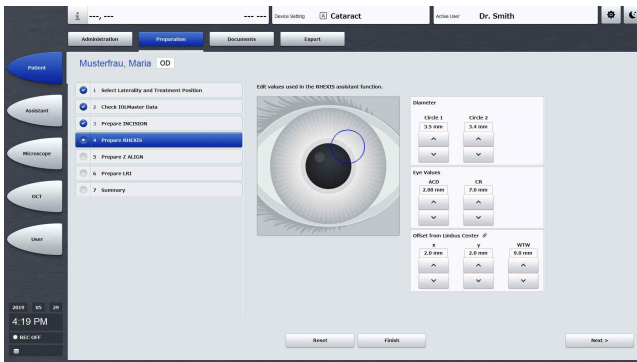 i ---, --- --- --- Device Setting A Cataract Active User Dr. Smith
Administration Preparation Documents Export
Patient
Assistant
Microscope
OCT
User
2019 05 29
4:19 PM
REC OFF
Musterfrau, Maria OD
1 Select Laterality and Treatment Position
2 Check IOLMaster Data
3 Prepare INCISION
4 Prepare RHEXIS
5 Prepare Z ALIGN
6 Prepare LRI
7 Summary
Edit values used in the RHEXIS assistant function.
Diameter
Circle 1 Circle 2
3.5 mm 3.4 mm
Eye Values
ACD CR
2.00 mm 7.0 mm
Offset from Limbus Center
x y WTW
2.0 mm 2.0 mm 9.0 mm
Reset Finish Next >